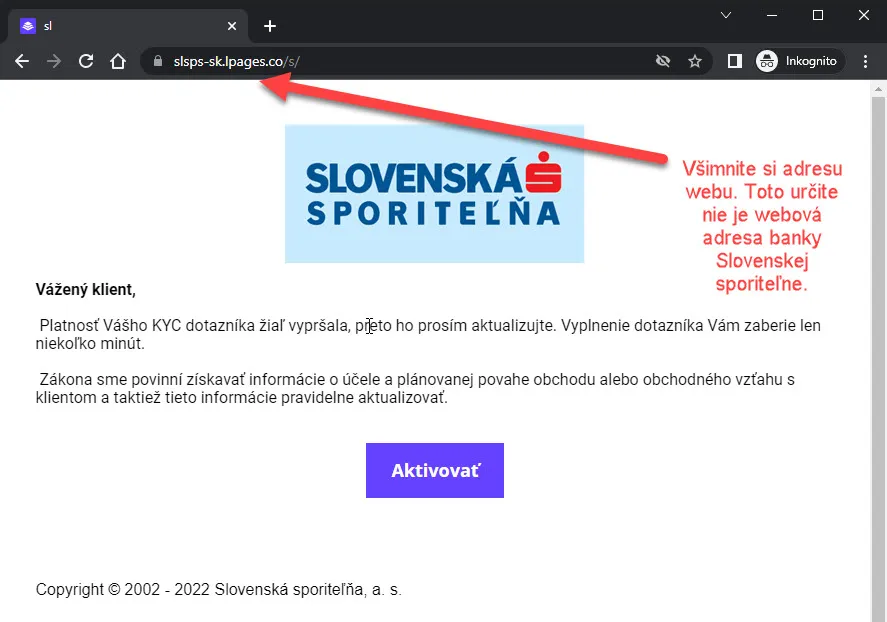 sl
slsps-sk.lpages.co/s/
Inkognito
SLOVENSKÁ
SPORITEĽŇA
Všimnite si adresu
webu. Toto určite
nie je webová
adresa banky
Slovenskej
sporiteľne.
Vážený klient,
Platnosť Vášho KYC dotazníka žiaľ vypršala, preto ho prosím aktualizujte. Vyplnenie dotazníka Vám zaberie len
niekoľko minút.
Zákona sme povinní získavať informácie o účele a plánovanej povahe obchodu alebo obchodného vzťahu s
klientom a taktiež tieto informácie pravidelne aktualizovať.
Aktivovať
Copyright © 2002 - 2022 Slovenská sporiteľňa, a. s.